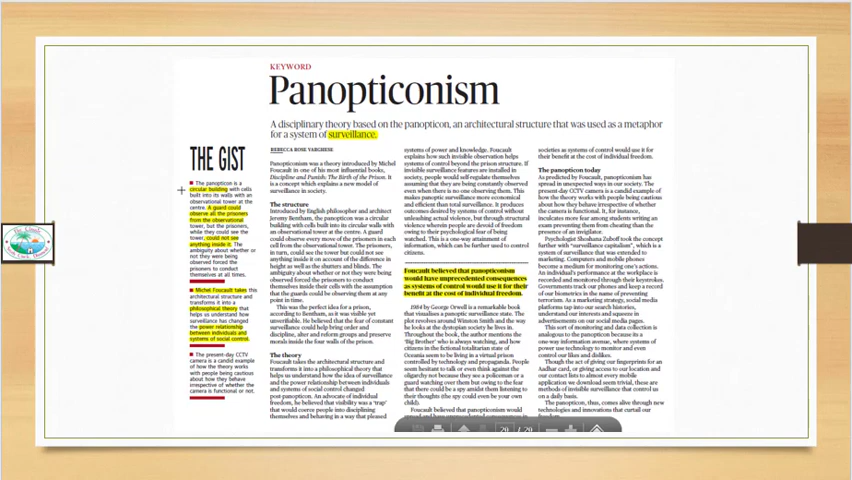 KEYWORD
Panopticonism
A disciplinary theory based on the panopticon, an architectural structure that was used as a metaphor
for a system of surveillance.
THE GIST
The panopticon is a
circular building with cells
built into its walls with an
observational tower at the
centre. A guard could
observe all the prisoners
from the observational
tower, but the prisoners,
while they could see the
tower, could not see
anything inside it. The
ambiguity about whether or
not they were being
observed forced the
prisoners to conduct
themselves at all times.
Michel Foucault takes this
architectural structure and
transforms it into a
philosophical theory that
helps us understand how
surveillance has changed
the power relationship
between individuals and
systems of social control.
The present-day CCTV
camera is a candid example
of how the theory works
with people being cautious
about how they behave
irrespective of whether the
camera is functional or not.
REBECCA ROSE VARGHESE
Panopticonism was a theory introduced by Michel
Foucault in one of his most influential books,
Discipline and Punish: The Birth of the Prison. It
is a concept which explains a new model of
surveillance in society.
The structure
Introduced by English philosopher and architect
Jeremy Bentham, the panopticon was a circular
building with cells built into its circular walls with
an observational tower at the centre. A guard
could observe every move of the prisoners in each
cell from the observational tower. The prisoners,
in turn, could see the tower but could not see
anything inside it on account of the difference in
height as well as the shutters and blinds. The
ambiguity about whether or not they were being
observed forced the prisoners to conduct
themselves inside their cells with the assumption
that the guards could be observing them at any
point in time.
This was the perfect idea for a prison,
according to Bentham, as it was visible yet
unverifiable. He believed that the fear of constant
surveillance could help bring order and
discipline, alter and reform groups and preserve
morals inside the four walls of the prison.
The theory
Foucault takes the architectural structure and
transforms it into a philosophical theory that
helps us understand how the idea of surveillance
and the power relationship between individuals
and systems of social control changed
post-panopticon. An advocate of individual
freedom, he believed that visibility was a 'trap'
that would coerce people into disciplining
themselves and behaving in a way that pleased
systems of power and knowledge. Foucault
explains how such invisible observation helps
systems of control beyond the prison structure. If
invisible surveillance features are installed in
society, people would self-regulate themselves
assuming that they are being constantly observed
even when there is no one observing them. This
makes panoptic surveillance more economical
and efficient than total surveillance. It produces
outcomes desired by systems of control without
unleashing actual violence, but through structural
violence wherein people are devoid of freedom
owing to their psychological fear of being
watched. This is a one-way attainment of
information, which can be further used to control
citizens.
Foucault believed that panopticonism
would have unprecedented consequences
as systems of control would use it for their
benefit at the cost of individual freedom.
1984 by George Orwell is a remarkable book
that visualises a panoptic surveillance state. The
plot revolves around Winston Smith and the way
he looks at the dystopian society he lives in.
Throughout the book, the author mentions the
'Big Brother' who is always watching, and how
citizens in the fictional totalitarian state of
Oceania seem to be living in a virtual prison
controlled by technology and propaganda. People
seem hesitant to talk or even think against the
oligarchy not because they see a policeman or a
guard watching over them but owing to the fear
that there could be a spy amidst them listening to
their thoughts (the spy could even be your own
child).
Foucault believed that panopticonism would
societies as systems of control would use it for
their benefit at the cost of individual freedom.
The panopticon today
As predicted by Foucault, panopticonism has
spread in unexpected ways in our society. The
present-day CCTV camera is a candid example of
how the theory works with people being cautious
about how they behave irrespective of whether
the camera is functional. It, for instance,
inculcates more fear among students writing an
exam preventing them from cheating than the
presence of an invigilator.
Psychologist Shoshana Zuboff took the concept
further with "surveillance capitalism", which is a
system of surveillance that was extended to
marketing. Computers and mobile phones
become a medium for monitoring one's actions.
An individual's performance at the workplace is
recorded and monitored through their keystrokes.
Governments track our phones and keep a record
of our biometrics in the name of preventing
terrorism. As a marketing strategy, social media
platforms tap into our search histories,
understand our interests and surface
advertisements on our social media pages.
This sort of monitoring and data collection is
analogous to the panopticon because it is a
one-way information avenue, where systems of
power use technology to monitor and even
control our likes and dislikes.
Though the act of giving our fingerprints for an
Aadhar card, or giving access to our location and
our contact lists to almost every mobile
application we download seem trivial, these are
methods of invisible surveillance that control us
on a daily basis.
The panopticon, thus, comes alive through new
technologies and innovations that curtail our
20 / 20